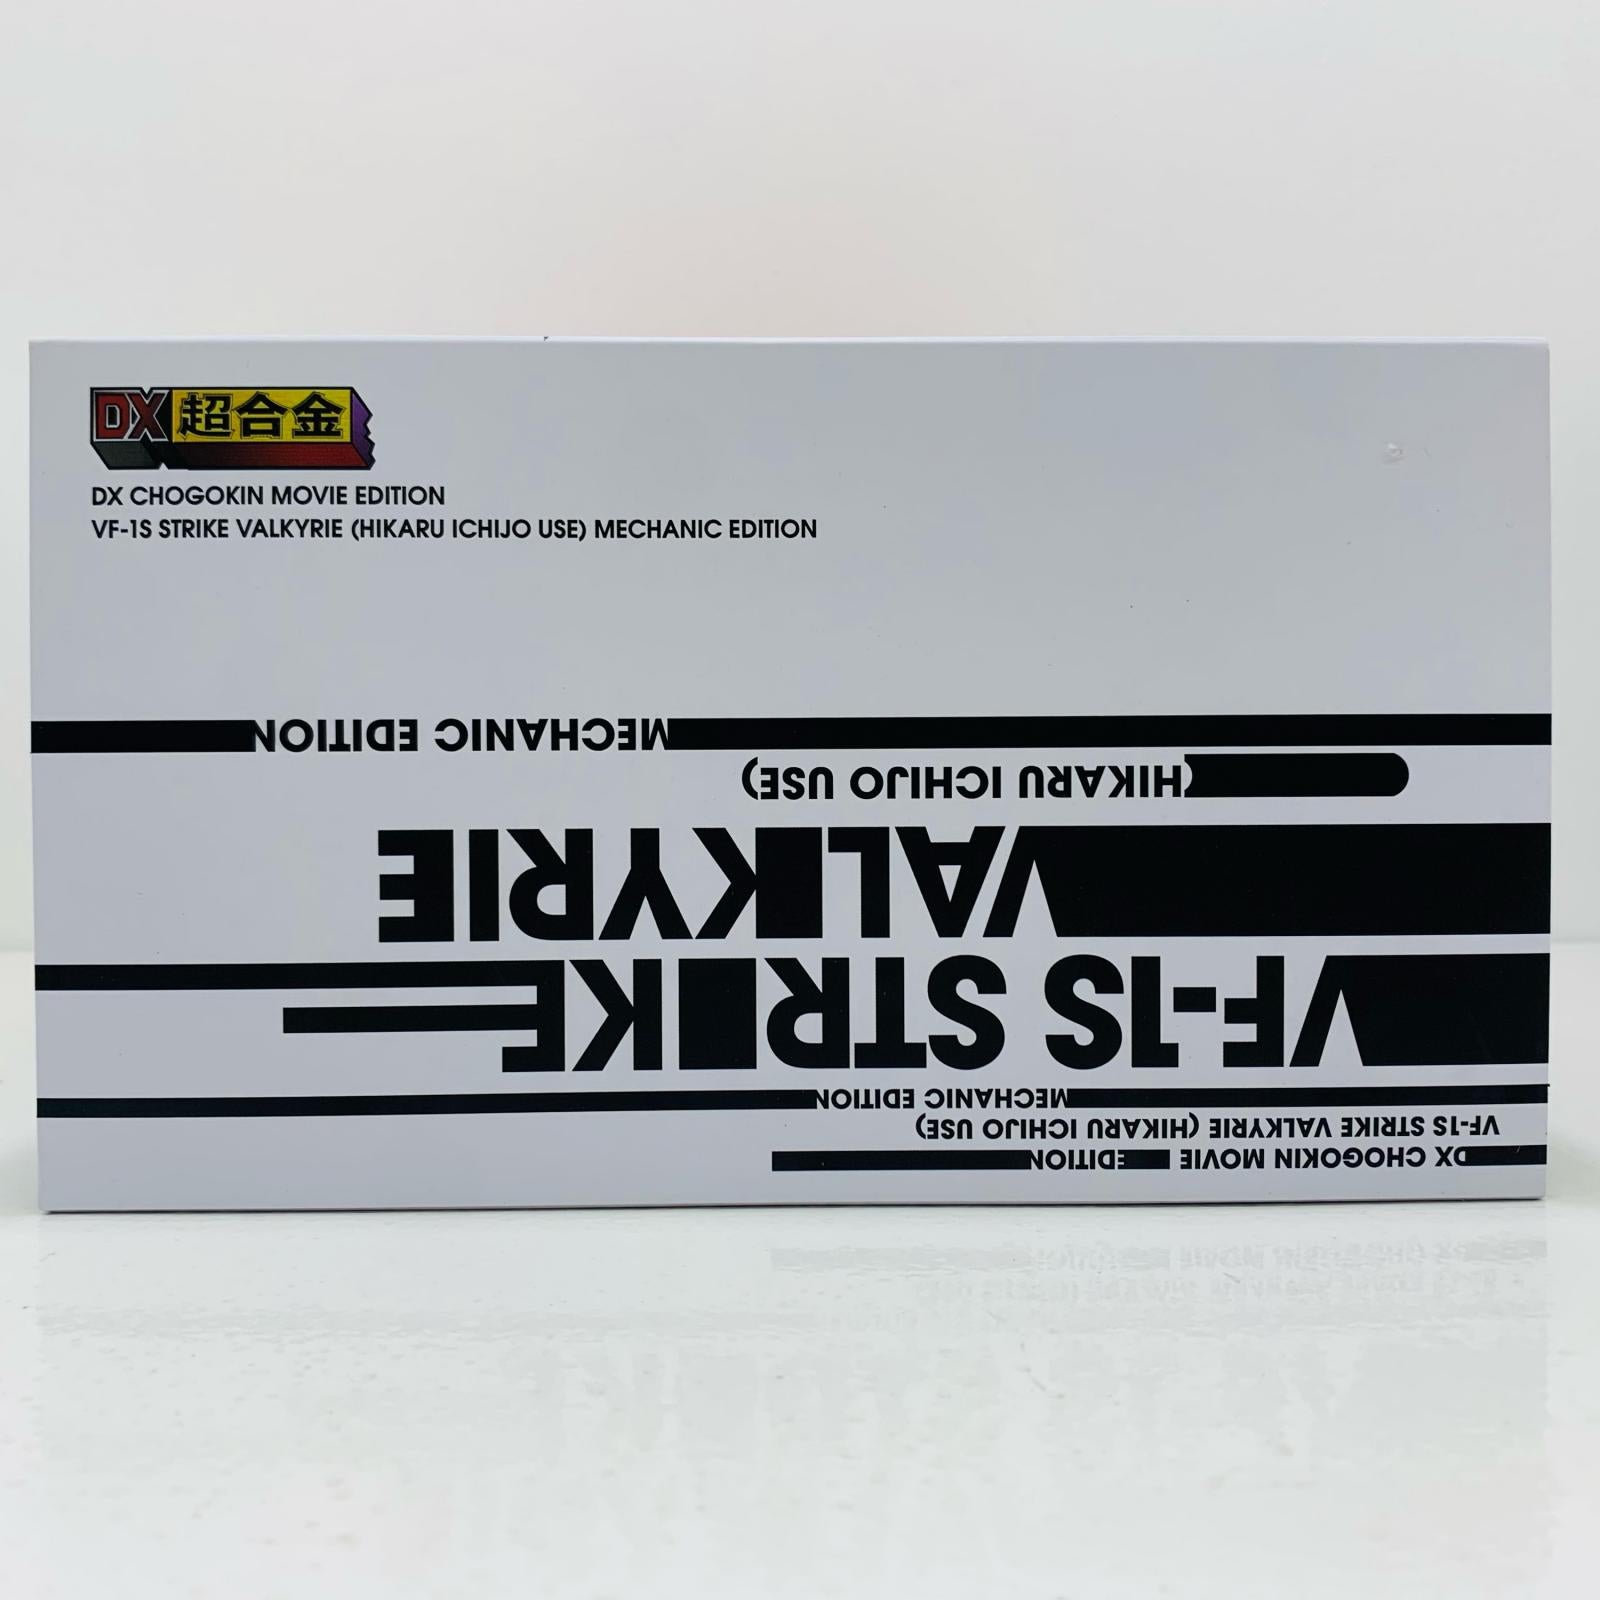 DX超合金
DX CHOGOKIN MOVIE EDITION
VF-1S STRIKE VALKYRIE (HIKARU ICHIJO USE) MECHANIC EDITION
DX CHOGOKIN MOVIE EDITION
VF-1S STRIKE VALKYRIE (HIKARU ICHIJO USE)
MECHANIC EDITION
VF-1S STRIKE
VALKYRIE
(HIKARU ICHIJO USE)
MECHANIC EDITION